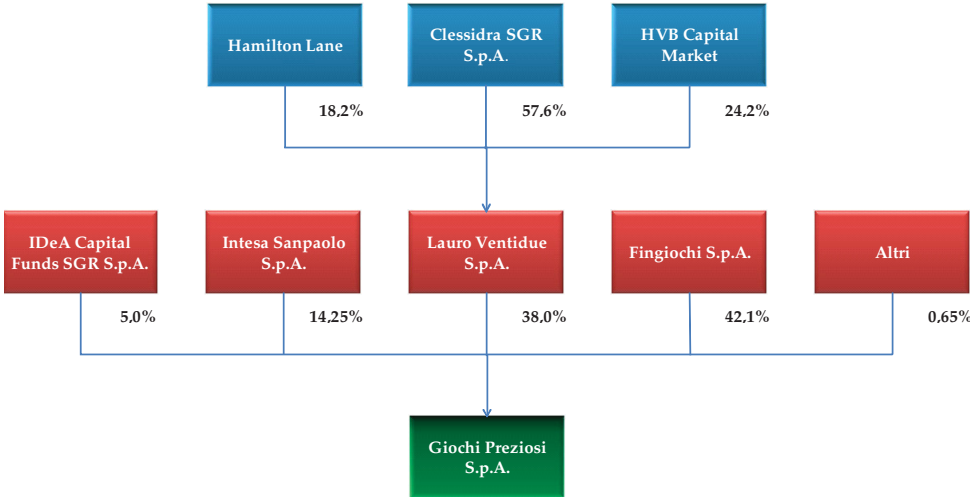 Hamilton Lane
Clessidra SGR
S.p.A.
HVB Capital
Market
18,2%
57,6%
24,2%
IDeA Capital
Funds SGR S.p.A.
Intesa Sanpaolo
S.p.A.
Lauro Ventidue
S.p.A.
Fingiochi S.p.A.
Altri
5,0%
14,25%
38,0%
42,1%
0,65%
Giochi Preziosi
S.p.A.